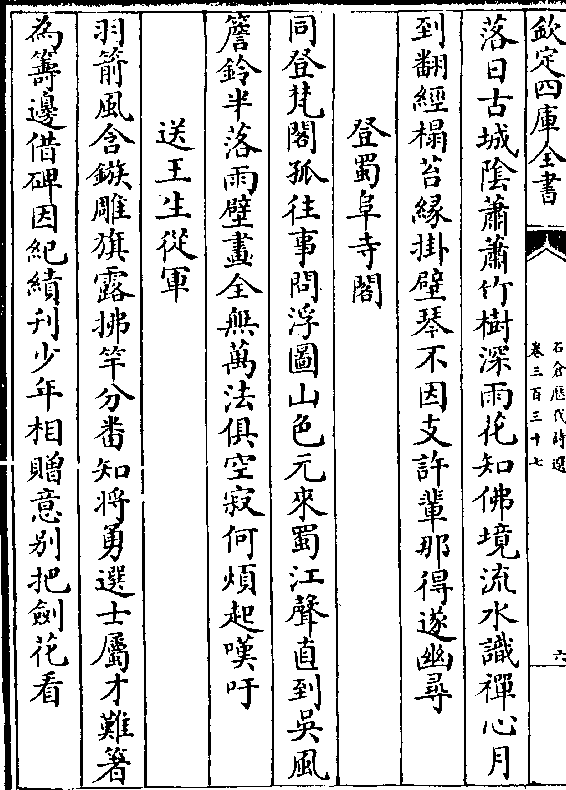 欽定四庫全書
石倉歷代詩選
卷三百三十七
六
落日古城陰蕭蕭竹樹深雨花知佛境流水識禪心月
到翻經榻苔緣掛壁琴不因支許輩那得遂幽尋
登蜀阜寺閣
同登梵閣孤往事問浮圖山色元來蜀江聲直到吳風
簷鈴半落雨壁畫全無萬法俱空寂何煩起嘆吁
送王生從軍
羽箭風含鏃雕旗露拂竿分番知將勇選士屬才難箸
為籌邊借碑因紀績刋少年相贈意别把劍花看